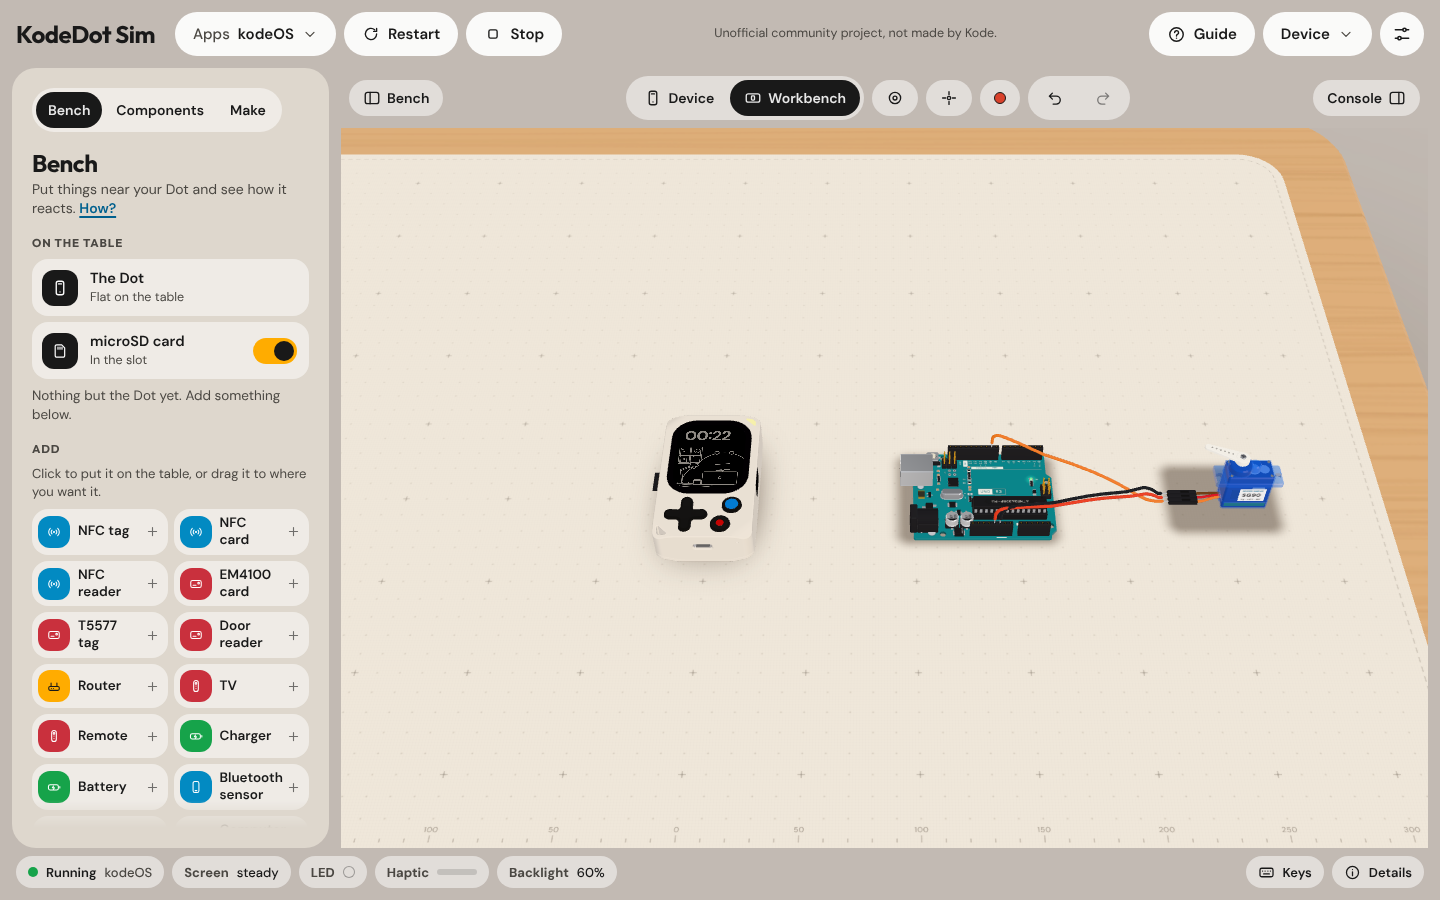 KodeDot Sim
Apps kodeOS
Restart
Stop
Unofficial community project, not made by Kode.
Guide
Device
Bench
Components
Make
Bench
Device
Workbench
Console
Bench
Put things near your Dot and see how it
reacts. How?
ON THE TABLE
The Dot
Flat on the table
microSD card
In the slot
Nothing but the Dot yet. Add something
below.
ADD
Click to put it on the table, or drag it to where
you want it.
NFC tag
NFC
card
NFC
reader
EM4100
card
T5577
tag
Door
reader
Router
TV
Remote
Charger
Battery
Bluetooth
sensor
00:22
SG90
100
50
0
50
100
150
200
250
300
Running kodeOS
Screen steady
LED
Haptic
Backlight 60%
Keys
Details